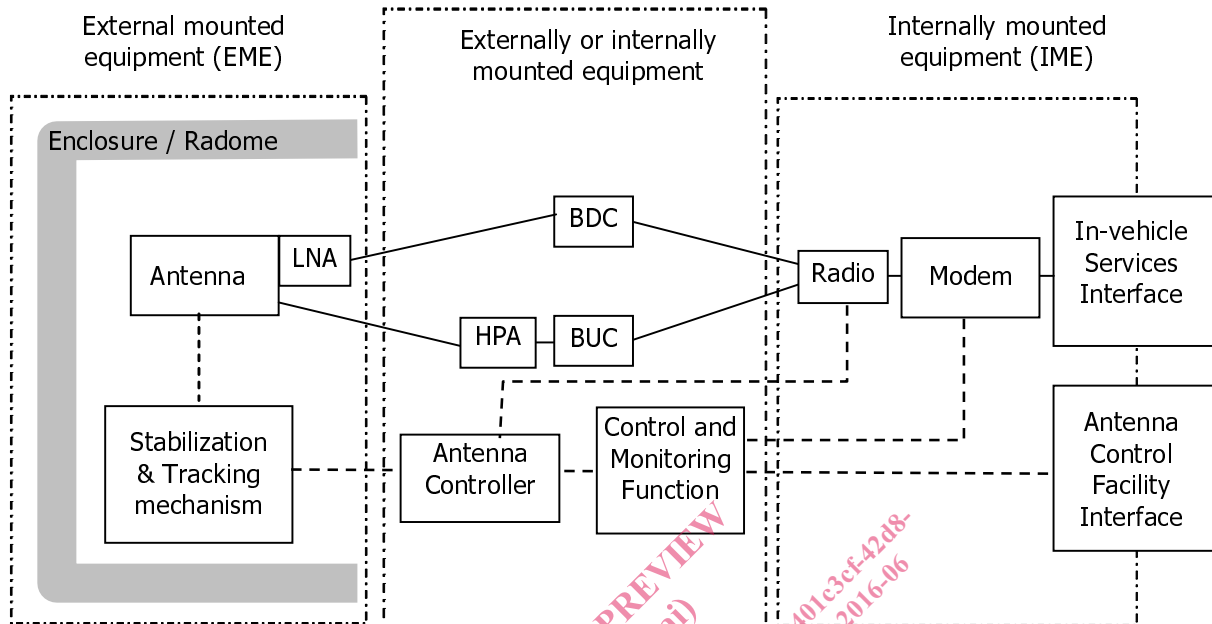 External mounted
equipment (EME)
Externally or internally
mounted equipment
Internally mounted
equipment (IME)
Enclosure / Radome
Antenna
LNA
BDC
HPA
BUC
Radio
Modem
In-vehicle
Services
Interface
Stabilization
& Tracking
mechanism
Antenna
Controller
Control and
Monitoring
Function
Antenna
Control
Facility
Interface
PREVIEW
ai)
401c3cf-42d8-
2016-06